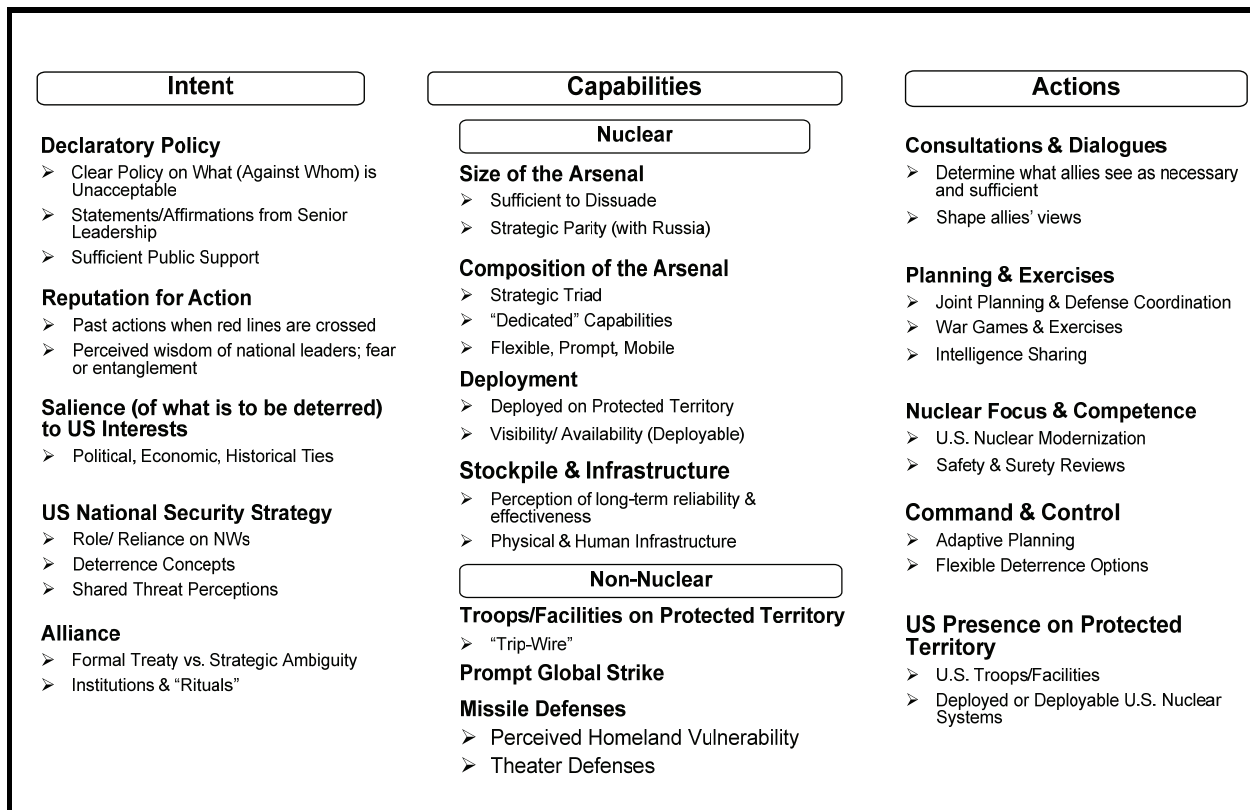 Intent
Declaratory Policy
➢ Clear Policy on What (Against Whom) is
Unacceptable
➢ Statements/Affirmations from Senior
Leadership
➢ Sufficient Public Support
Reputation for Action
➢ Past actions when red lines are crossed
➢ Perceived wisdom of national leaders; fear
or entanglement
Salience (of what is to be deterred)
to US Interests
➢ Political, Economic, Historical Ties
US National Security Strategy
➢ Role/ Reliance on NWs
➢ Deterrence Concepts
➢ Shared Threat Perceptions
Alliance
➢ Formal Treaty vs. Strategic Ambiguity
➢ Institutions & “Rituals”
Capabilities
Nuclear
Size of the Arsenal
➢ Sufficient to Dissuade
➢ Strategic Parity (with Russia)
Composition of the Arsenal
➢ Strategic Triad
➢ “Dedicated” Capabilities
➢ Flexible, Prompt, Mobile
Deployment
➢ Deployed on Protected Territory
➢ Visibility/ Availability (Deployable)
Stockpile & Infrastructure
➢ Perception of long-term reliability &
effectiveness
➢ Physical & Human Infrastructure
Non-Nuclear
Troops/Facilities on Protected Territory
➢ “Trip-Wire”
Prompt Global Strike
Missile Defenses
➢ Perceived Homeland Vulnerability
➢ Theater Defenses
Actions
Consultations & Dialogues
➢ Determine what allies see as necessary
and sufficient
➢ Shape allies’ views
Planning & Exercises
➢ Joint Planning & Defense Coordination
➢ War Games & Exercises
➢ Intelligence Sharing
Nuclear Focus & Competence
➢ U.S. Nuclear Modernization
➢ Safety & Surety Reviews
Command & Control
➢ Adaptive Planning
➢ Flexible Deterrence Options
US Presence on Protected
Territory
➢ U.S. Troops/Facilities
➢ Deployed or Deployable U.S. Nuclear
Systems